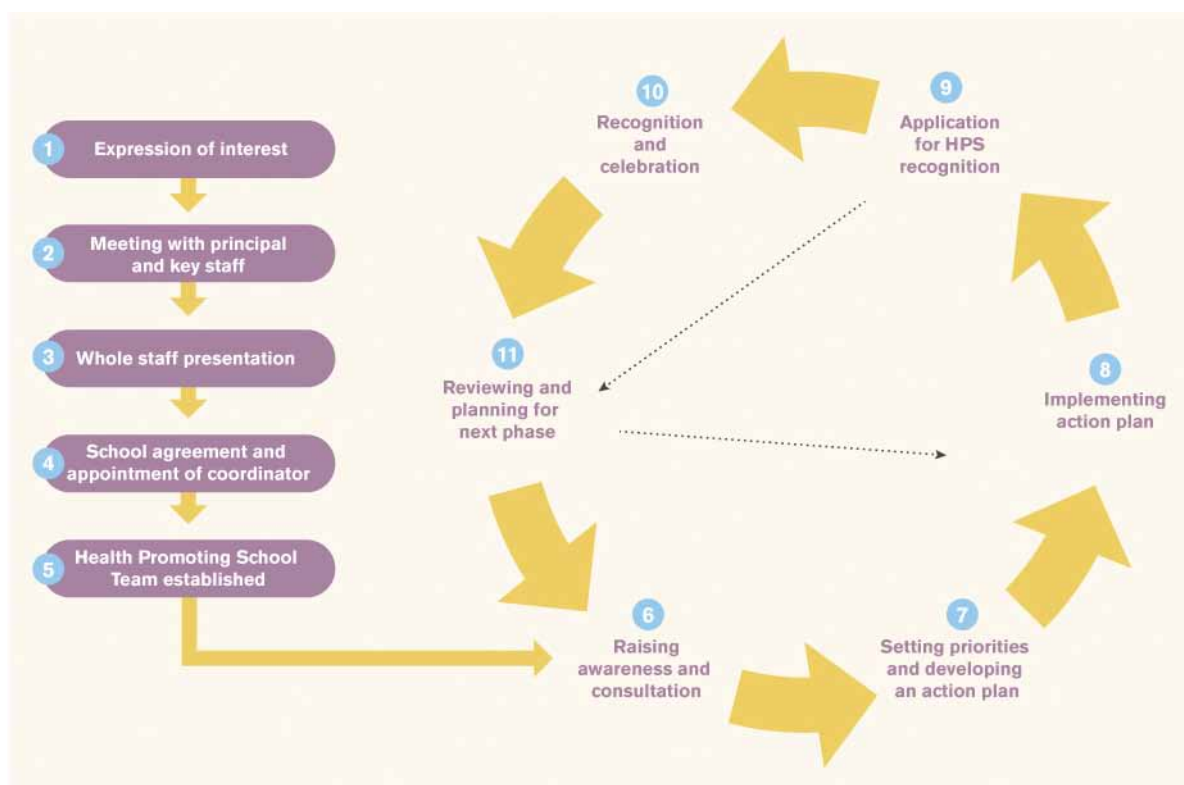 1
Expression of interest
2
Meeting with principal
and key staff
3
Whole staff presentation
4
School agreement and
appointment of coordinator
5
Health Promoting School
Team established
6
Raising
awareness and
consultation
7
Setting priorities
and developing
an action plan
8
Implementing
action plan
9
Application
for HPS
recognition
10
Recognition
and
celebration
11
Reviewing and
planning for
next phase